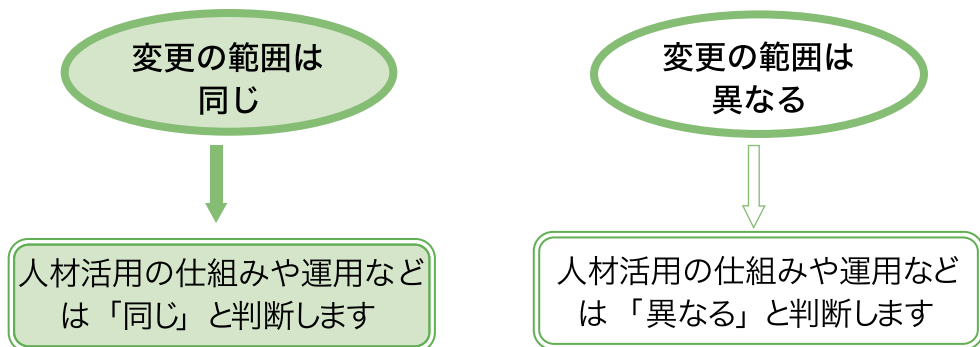 変更の範囲は
同じ
人材活用の仕組みや運用など
は「同じ」と判断します
変更の範囲は
異なる
人材活用の仕組みや運用など
は「異なる」と判断します